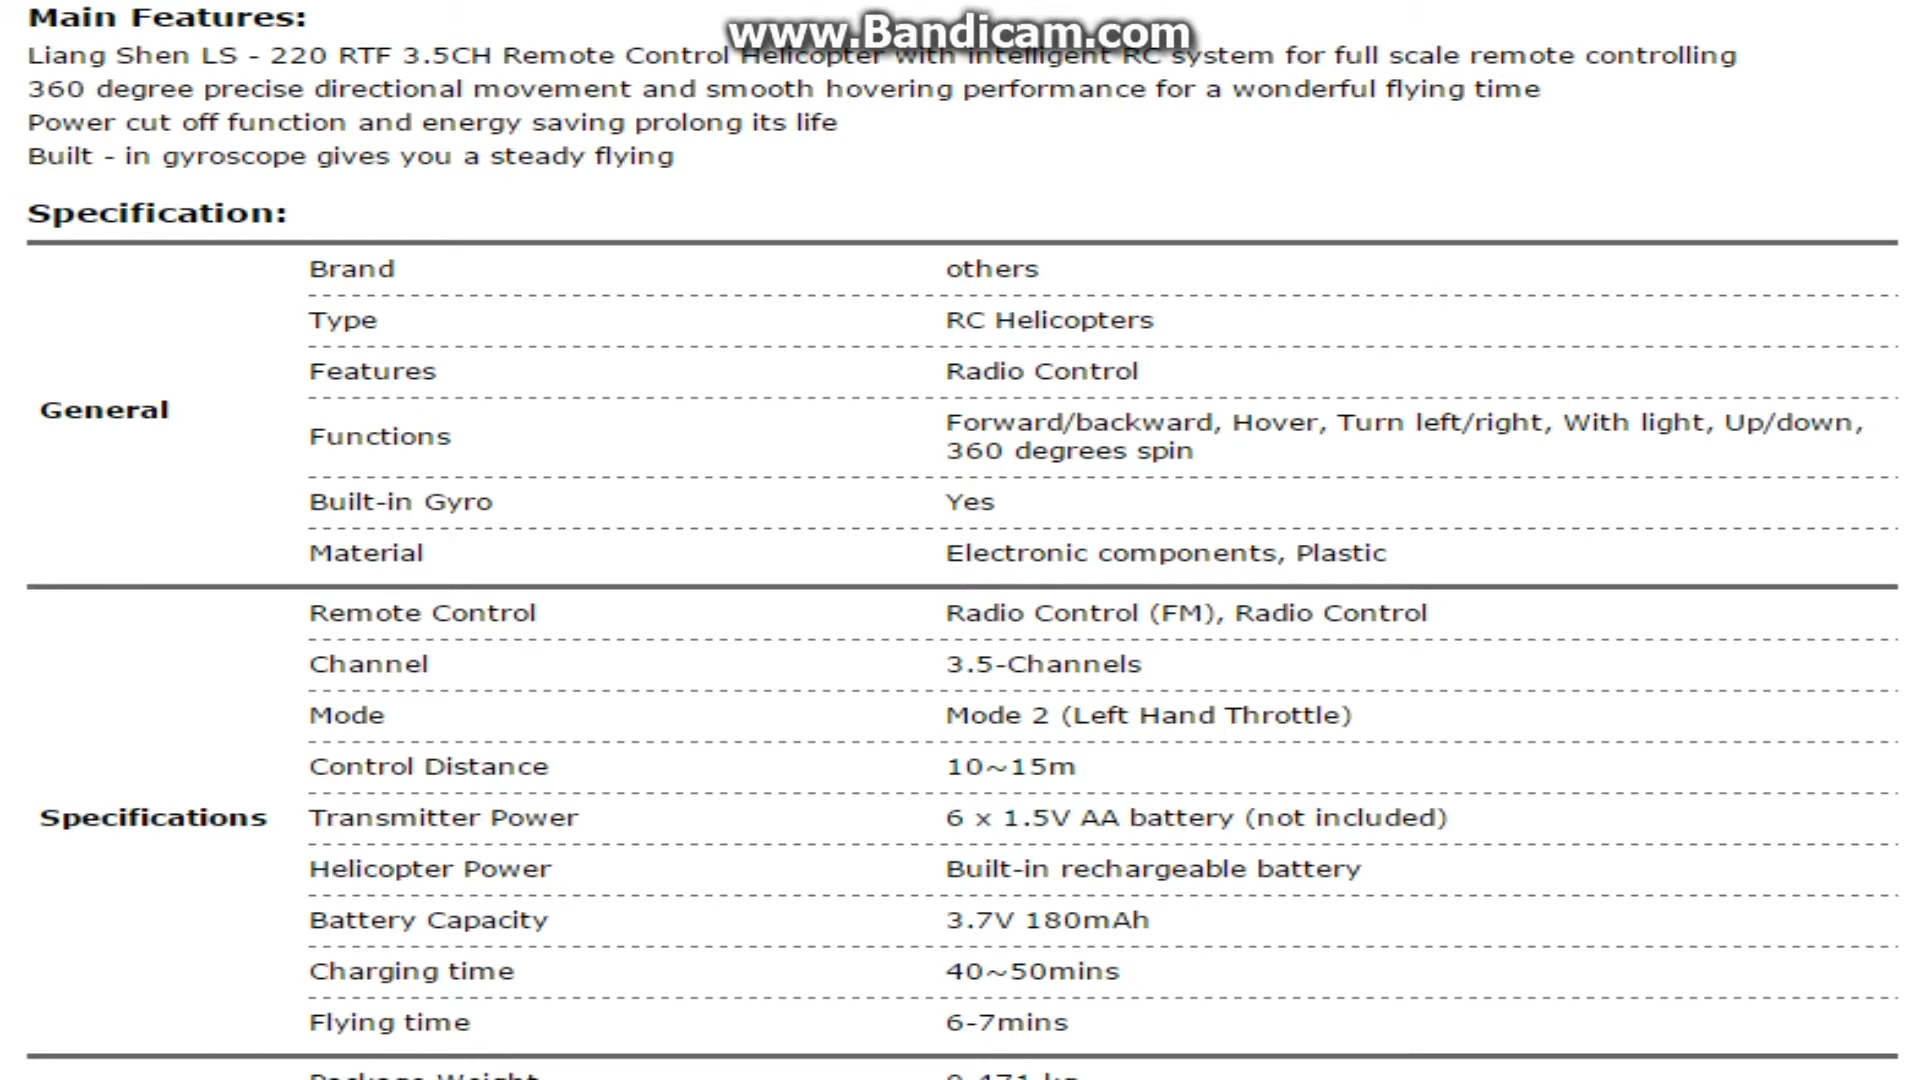 www.Bandicam.com
Main Features:
Liang Shen LS - 220 RTF 3.5CH Remote Control Helicopter with intelligent RC system for full scale remote controlling
360 degree precise directional movement and smooth hovering performance for a wonderful flying time
Power cut off function and energy saving prolong its life
Built - in gyroscope gives you a steady flying
Specification:
General
Brand others
Type RC Helicopters
Features Radio Control
Functions Forward/backward, Hover, Turn left/right, With light, Up/down,
360 degrees spin
Built-in Gyro Yes
Material Electronic components, Plastic
Specifications
Remote Control Radio Control (FM), Radio Control
Channel 3.5-Channels
Mode Mode 2 (Left Hand Throttle)
Control Distance 10~15m
Transmitter Power 6 x 1.5V AA battery (not included)
Helicopter Power Built-in rechargeable battery
Battery Capacity 3.7V 180mAh
Charging time 40~50mins
Flying time 6-7mins
Package Weight